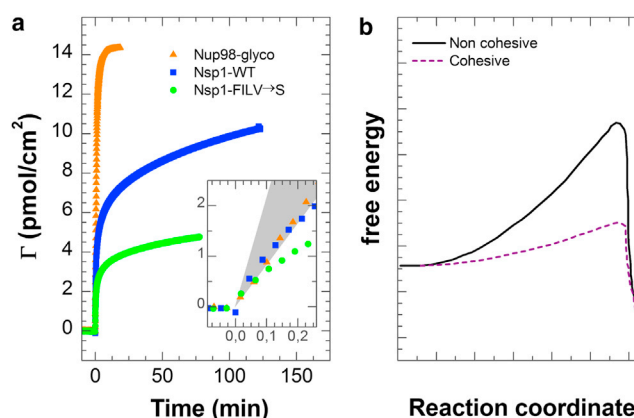 a
Γ (pmol/cm²)
14
12
10
8
6
4
2
0
Nup98-glyco
Nsp1-WT
Nsp1-FILV→S
2
1
0
0,0 0,1 0,2
0 50 100 150
Time (min)
b
free energy
Non cohesive
Cohesive
Reaction coordinate